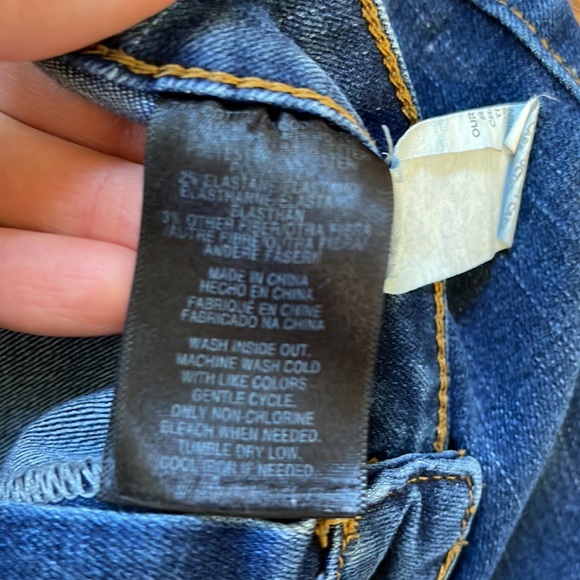 2% ELASTANE/ELASTHAN/
ELASTHANNE/ELASTANO/
ELASTHAN
3% OTHER FIBER/OTRA FIBRA
AUTRE FIBRE/OUTRA FIBRA/
ANDERE FASERN
MADE IN CHINA
HECHO EN CHINA
FABRIQUE EN CHINE
FABRICADO NA CHINA
WASH INSIDE OUT.
MACHINE WASH COLD
WITH LIKE COLORS
GENTLE CYCLE.
ONLY NON-CHLORINE
BLEACH WHEN NEEDED.
TUMBLE DRY LOW.
COOL IRON IF NEEDED.